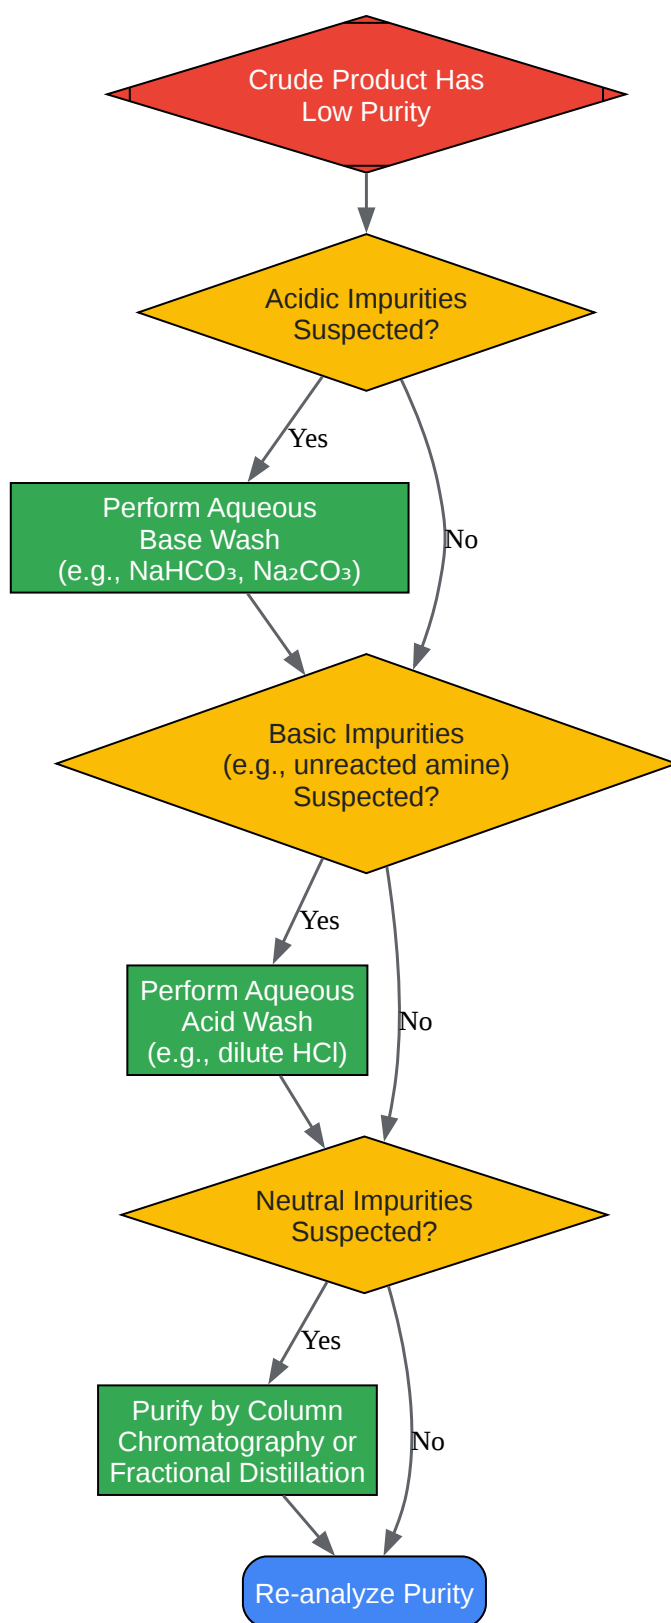 Crude Product Has
Low Purity
Acidic Impurities
Suspected?
Yes
Perform Aqueous
Base Wash
(e.g., NaHCO₃, Na₂CO₃)
No
Basic Impurities
(e.g., unreacted amine)
Suspected?
Yes
Perform Aqueous
Acid Wash
(e.g., dilute HCl)
No
Neutral Impurities
Suspected?
Yes
Purify by Column
Chromatography or
Fractional Distillation
No
Re-analyze Purity